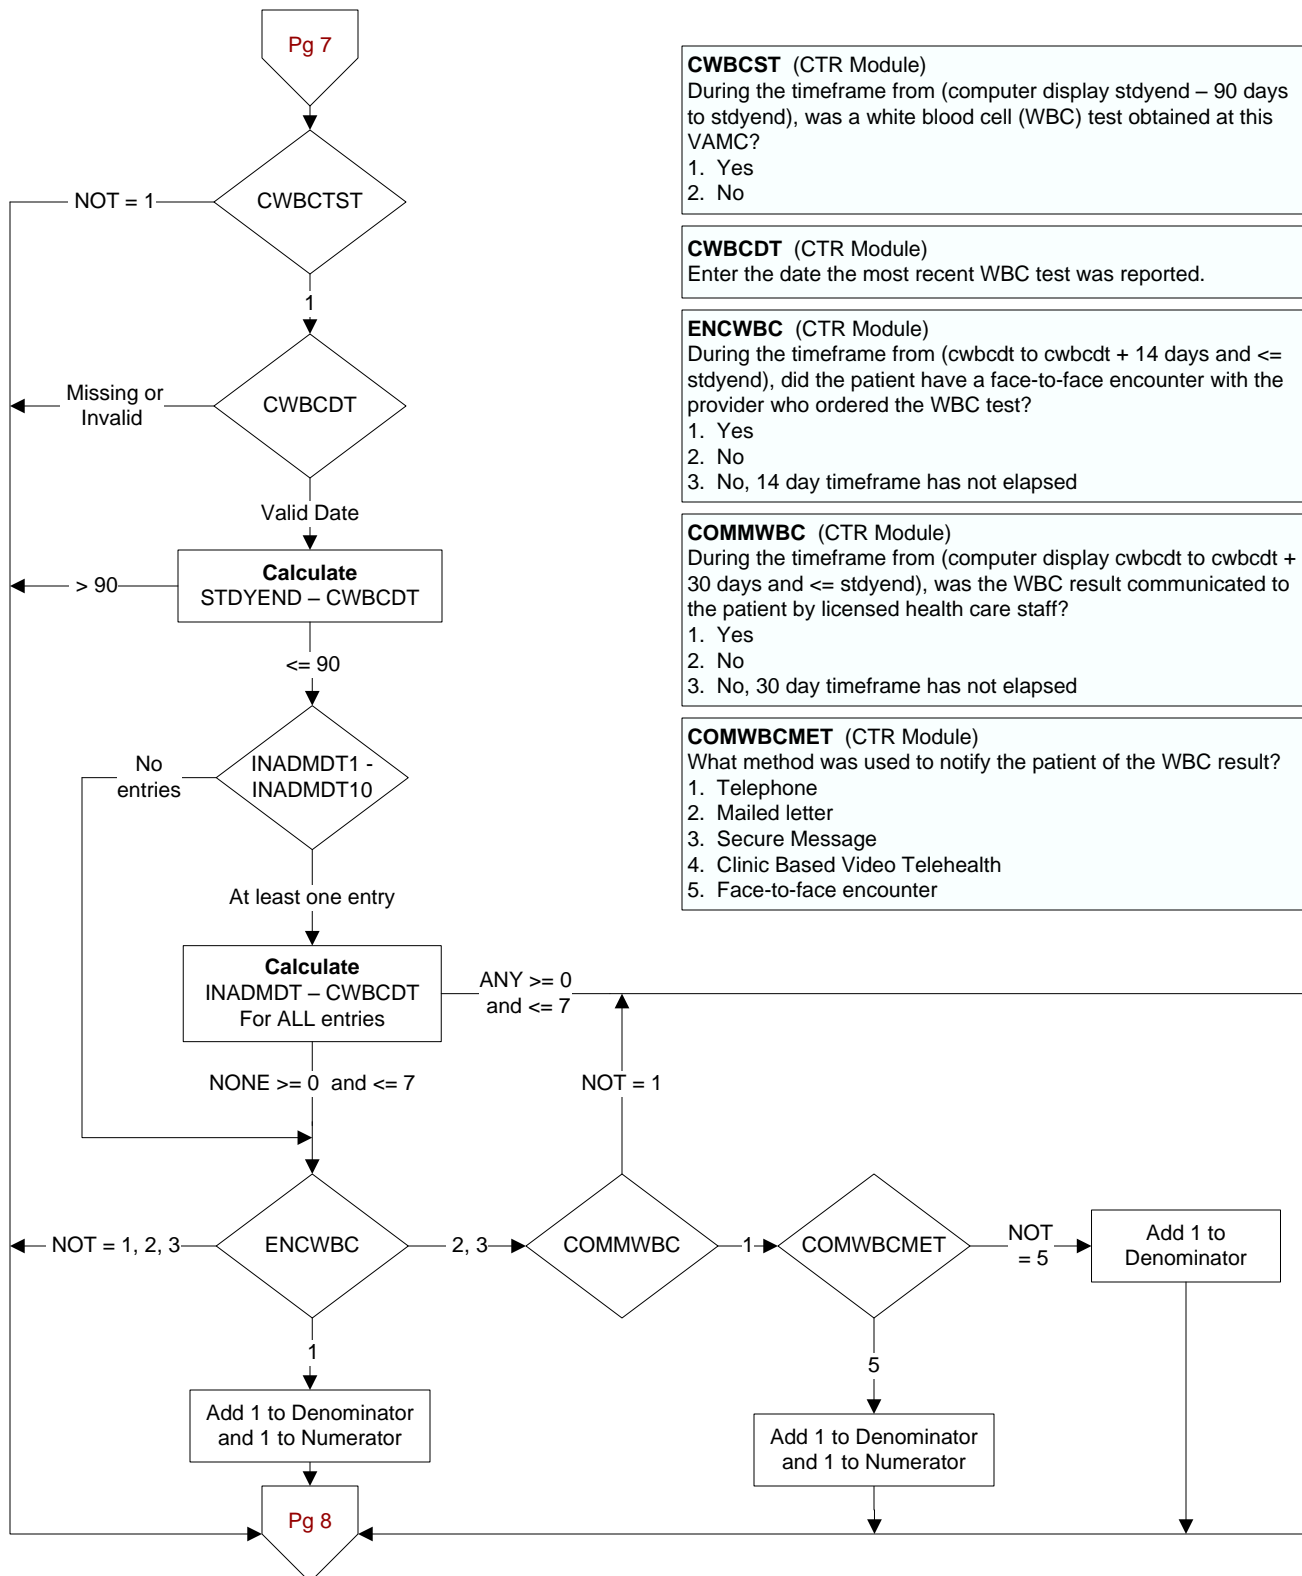 Pg 7
CWBCTST
NOT = 1
1
CWBCDT
Missing or
Invalid
Valid Date
Calculate
STDYEND – CWBCDT
> 90
<= 90
INADMDT1 -
INADMDT10
No
entries
At least one entry
Calculate
INADMDT – CWBCDT
For ALL entries
ANY >= 0
and <= 7
NONE >= 0 and <= 7
NOT = 1
ENCWBC
NOT = 1, 2, 3
2, 3
COMMWBC
1
COMWBCMET
NOT
= 5
Add 1 to
Denominator
1
5
Add 1 to Denominator
and 1 to Numerator
Add 1 to Denominator
and 1 to Numerator
Pg 8
CWBCST (CTR Module)
During the timeframe from (computer display stdyend – 90 days
to stdyend), was a white blood cell (WBC) test obtained at this
VAMC?
1. Yes
2. No
CWBCDT (CTR Module)
Enter the date the most recent WBC test was reported.
ENCWBC (CTR Module)
During the timeframe from (cwbcdt to cwbcdt + 14 days and <=
stdyend), did the patient have a face-to-face encounter with the
provider who ordered the WBC test?
1. Yes
2. No
3. No, 14 day timeframe has not elapsed
COMMWBC (CTR Module)
During the timeframe from (computer display cwbcdt to cwbcdt +
30 days and <= stdyend), was the WBC result communicated to
the patient by licensed health care staff?
1. Yes
2. No
3. No, 30 day timeframe has not elapsed
COMWBCMET (CTR Module)
What method was used to notify the patient of the WBC result?
1. Telephone
2. Mailed letter
3. Secure Message
4. Clinic Based Video Telehealth
5. Face-to-face encounter